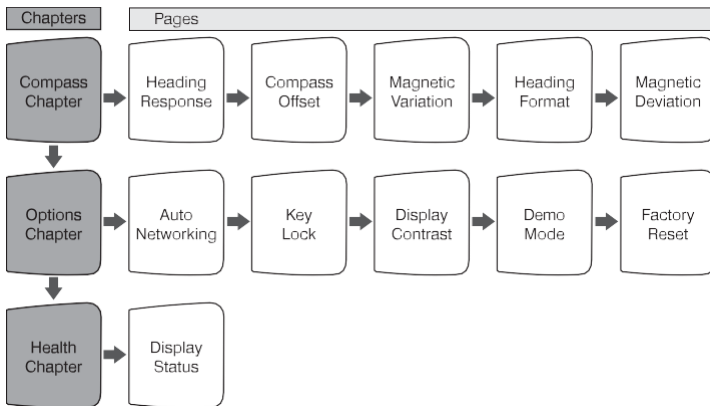 Chapters
Pages
Compass
Chapter
Heading
Response
Compass
Offset
Magnetic
Variation
Heading
Format
Magnetic
Deviation
Options
Chapter
Auto
Networking
Key
Lock
Display
Contrast
Demo
Mode
Factory
Reset
Health
Chapter
Display
Status